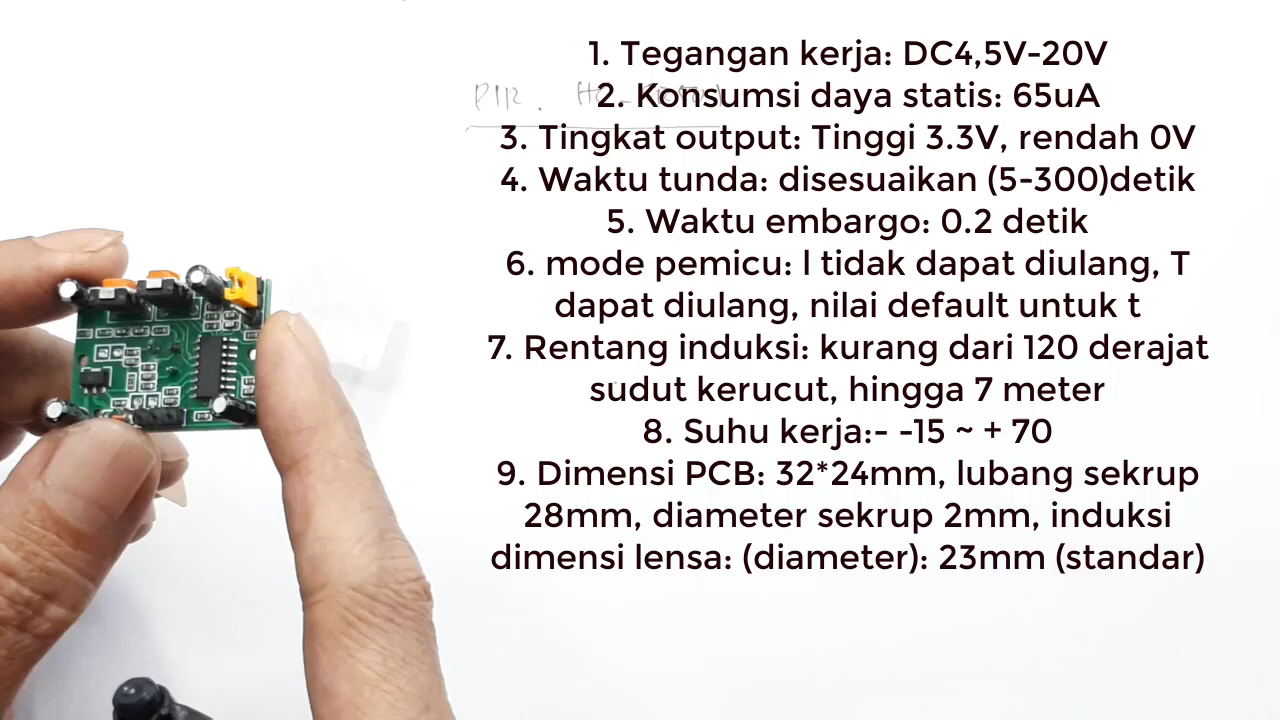 1. Tegangan kerja: DC4,5V-20V
PIR.
2. Konsumsi daya statis: 65uA
3. Tingkat output: Tinggi 3.3V, rendah 0V
4. Waktu tunda: disesuaikan (5-300)detik
5. Waktu embargo: 0.2 detik
6. mode pemicu: l tidak dapat diulang, T
dapat diulang, nilai default untuk t
7. Rentang induksi: kurang dari 120 derajat
sudut kerucut, hingga 7 meter
8. Suhu kerja:- -15 ~ + 70
9. Dimensi PCB: 32*24mm, lubang sekrup
28mm, diameter sekrup 2mm, induksi
dimensi lensa: (diameter): 23mm (standar)